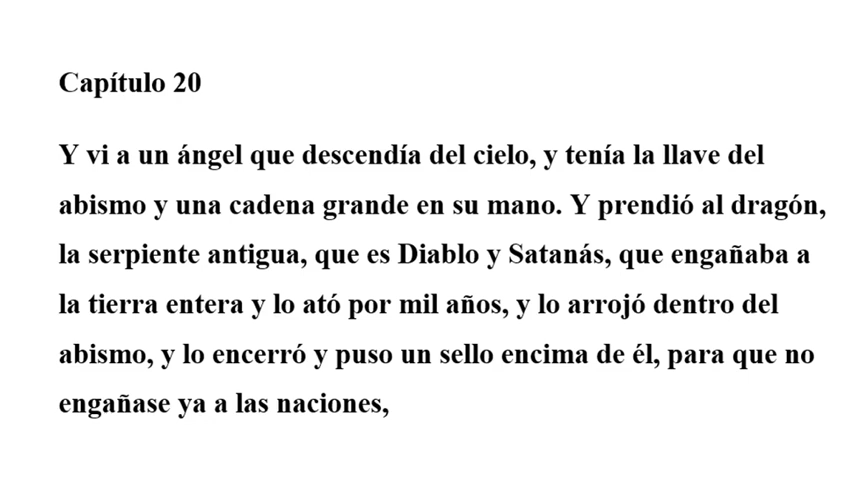 Capítulo 20
Y vi a un ángel que descendía del cielo, y tenía la llave del
abismo y una cadena grande en su mano. Y prendió al dragón,
la serpiente antigua, que es Diablo y Satanás, que engañaba a
la tierra entera y lo ató por mil años, y lo arrojó dentro del
abismo, y lo encerró y puso un sello encima de él, para que no
engañase ya a las naciones,